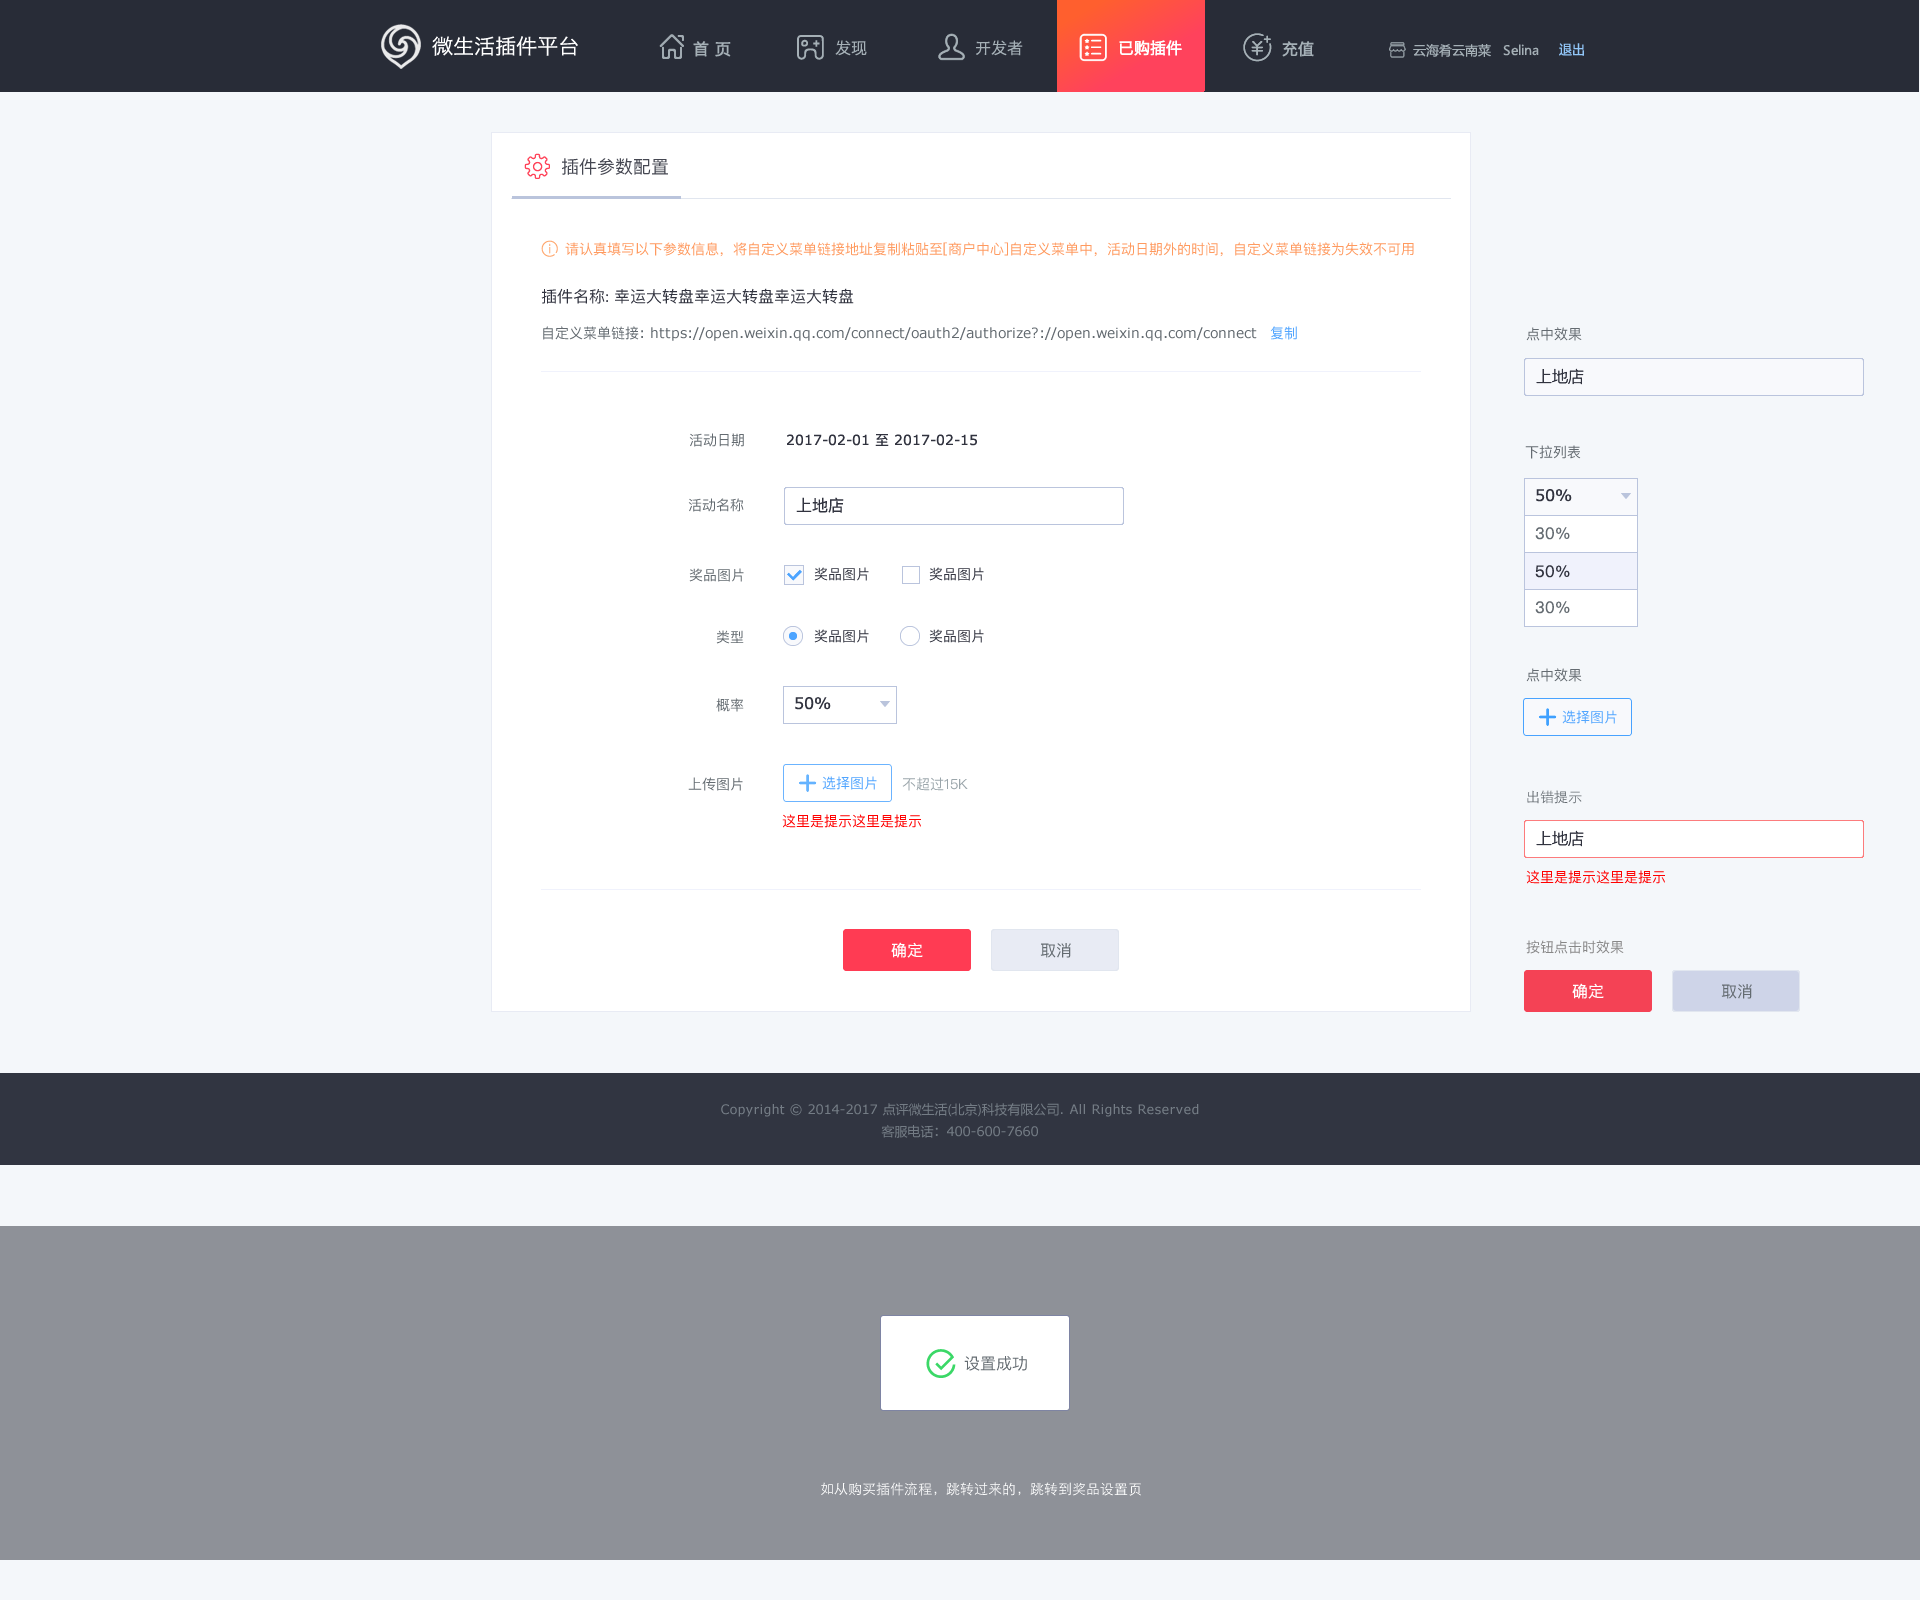 微生活插件平台 首 页 发现 开发者 已购插件 充值 云海肴云南菜 Selina 退出
插件参数配置
请认真填写以下参数信息，将自定义菜单链接地址复制粘贴至[商户中心]自定义菜单中，活动日期外的时间，自定义菜单链接为失效不可用
插件名称: 幸运大转盘幸运大转盘幸运大转盘
自定义菜单链接: https://open.weixin.qq.com/connect/oauth2/authorize?://open.weixin.qq.com/connect 复制
活动日期 2017-02-01 至 2017-02-15
活动名称 上地店
奖品图片 奖品图片 奖品图片
类型 奖品图片 奖品图片
概率 50%
上传图片 选择图片 不超过15K
这里是提示这里是提示
确定 取消
点中效果
上地店
下拉列表
50%
30%
50%
30%
点中效果
选择图片
出错提示
上地店
这里是提示这里是提示
按钮点击时效果
确定 取消
Copyright © 2014-2017 点评微生活(北京)科技有限公司. All Rights Reserved
客服电话：400-600-7660
设置成功
如从购买插件流程，跳转过来的，跳转到奖品设置页